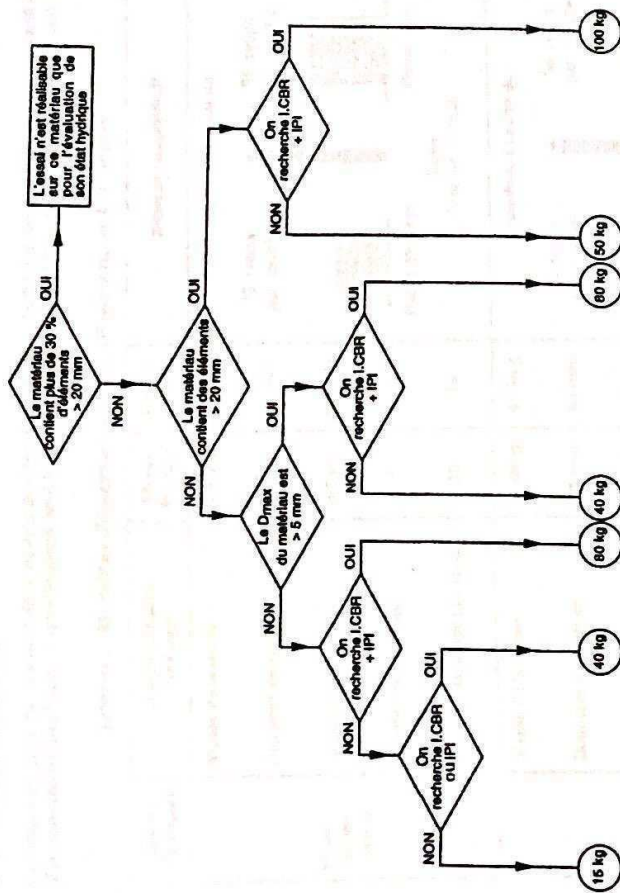 L'essai n'est réalisable
sur ce matériau que
pour l'évaluation de
son état hydrique
OUI
Le matériau
contient plus de 30 %
d'éléments
> 20 mm
NON
Le matériau
contient des éléments
> 20 mm
OUI
NON
On
recherche I.CBR
+ IPI
OUI
NON
Le Dmax
du matériau est
> 5 mm
OUI
NON
On
recherche I.CBR
+ IPI
OUI
NON
On
recherche I.CBR
+ IPI
OUI
NON
On
recherche I.CBR
OU IPI
OUI
NON
15 kg
40 kg
80 kg
40 kg
80 kg
50 kg
100 kg